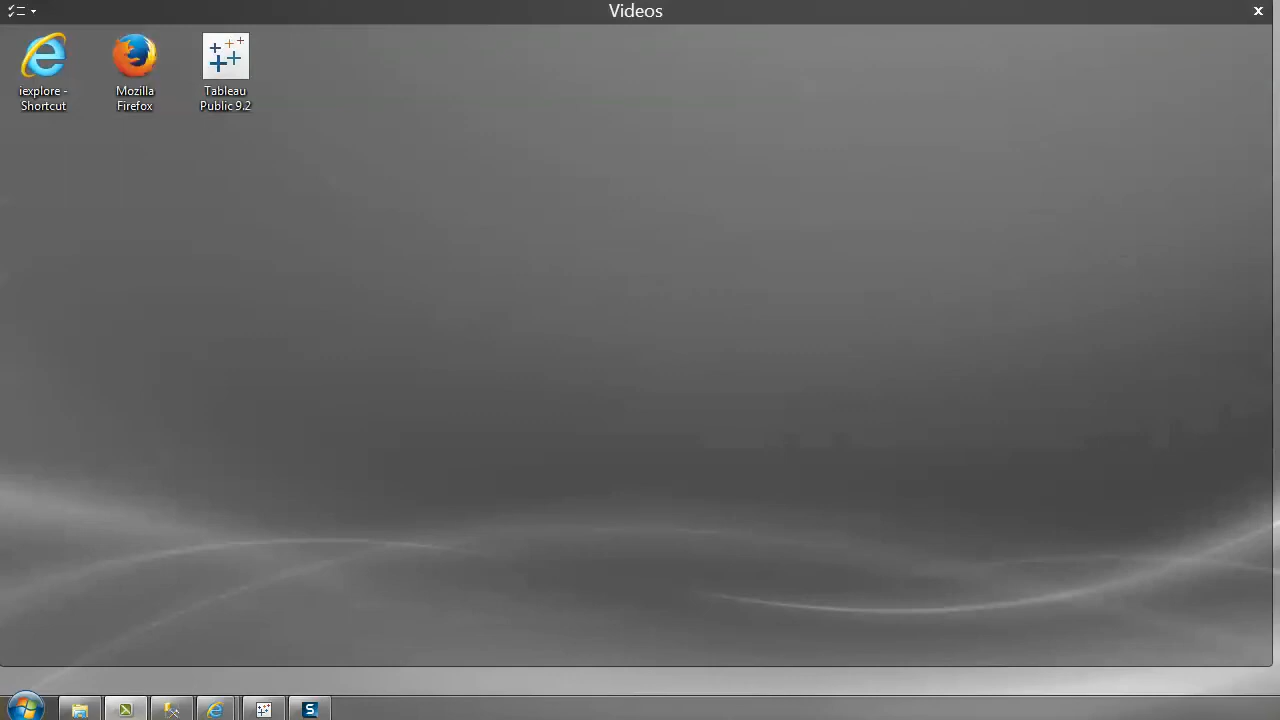 Videos
iexplore -
Shortcut
Mozilla
Firefox
Tableau
Public 9.2